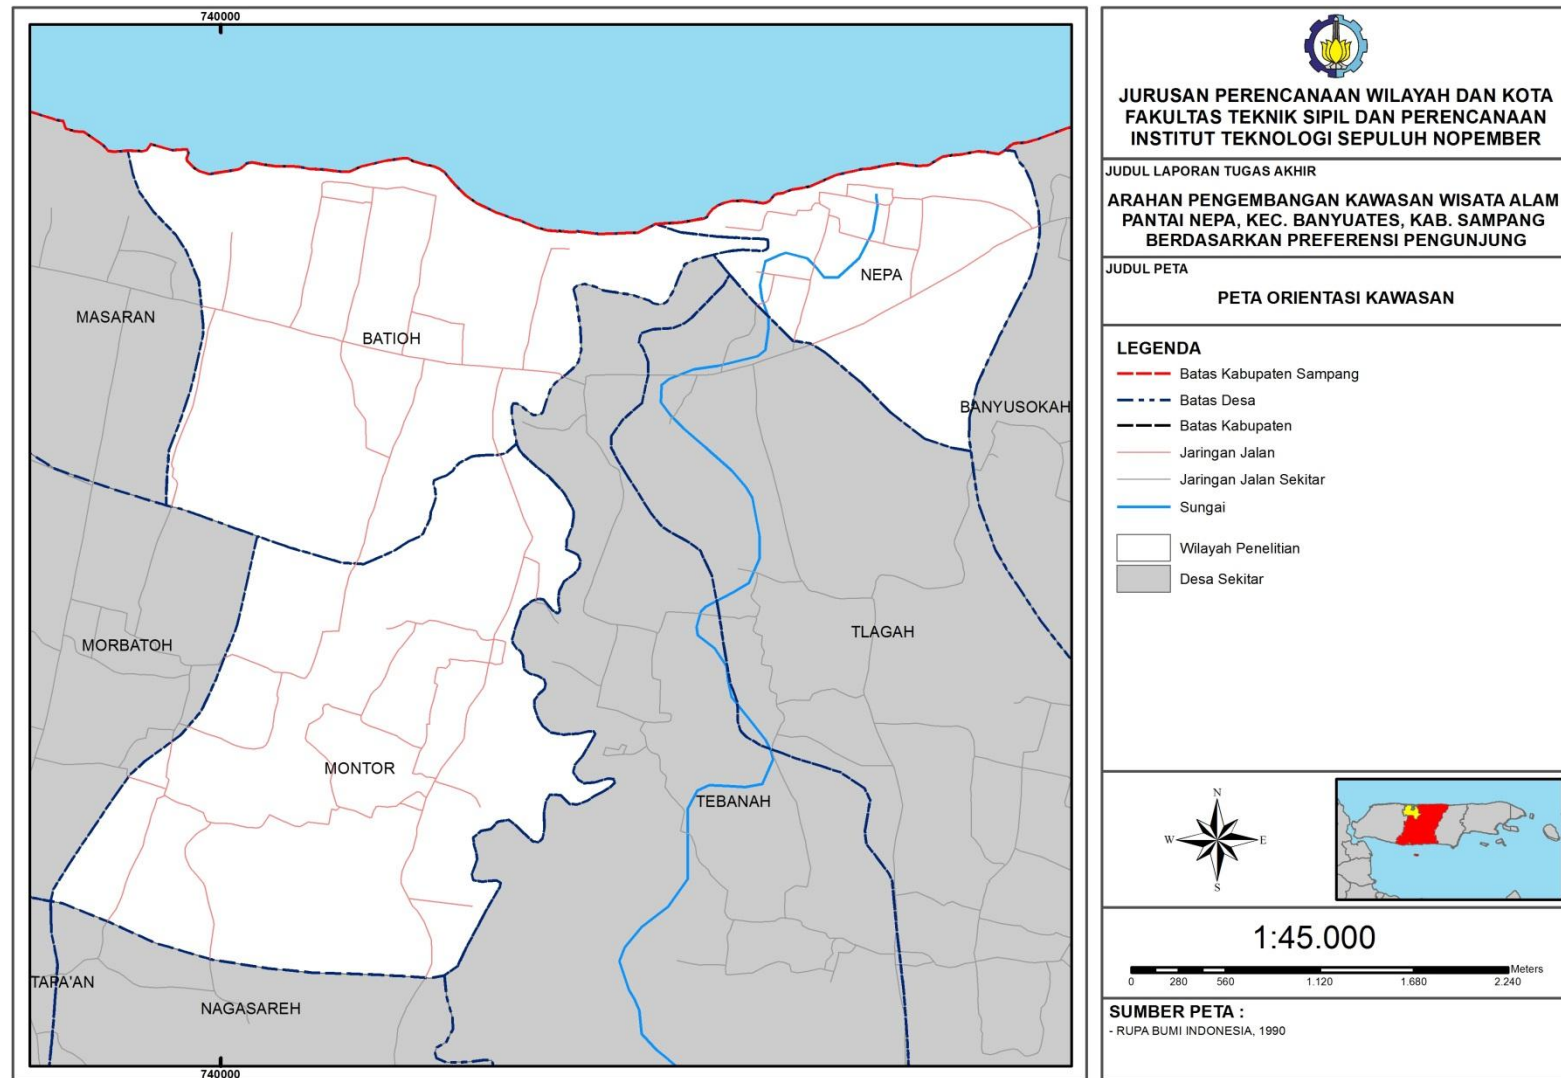 740000
MASARAN
BATIOH
NEPA
BANYUSOKAH
MORBATOH
TLAGAH
MONTOR
TEBANAH
TAPA'AN
NAGASAREH
740000
JURUSAN PERENCANAAN WILAYAH DAN KOTA
FAKULTAS TEKNIK SIPIL DAN PERENCANAAN
INSTITUT TEKNOLOGI SEPULUH NOPEMBER
JUDUL LAPORAN TUGAS AKHIR
ARAHAN PENGEMBANGAN KAWASAN WISATA ALAM
PANTAI NEPA, KEC. BANYUATES, KAB. SAMPANG
BERDASARKAN PREFERENSI PENGUNJUNG
JUDUL PETA
PETA ORIENTASI KAWASAN
LEGENDA
Batas Kabupaten Sampang
Batas Desa
Batas Kabupaten
Jaringan Jalan
Jaringan Jalan Sekitar
Sungai
Wilayah Penelitian
Desa Sekitar
N
W E
S
1:45.000
Meters
0 280 560 1.120 1.680 2.240
SUMBER PETA :
- RUPA BUMI INDONESIA, 1990